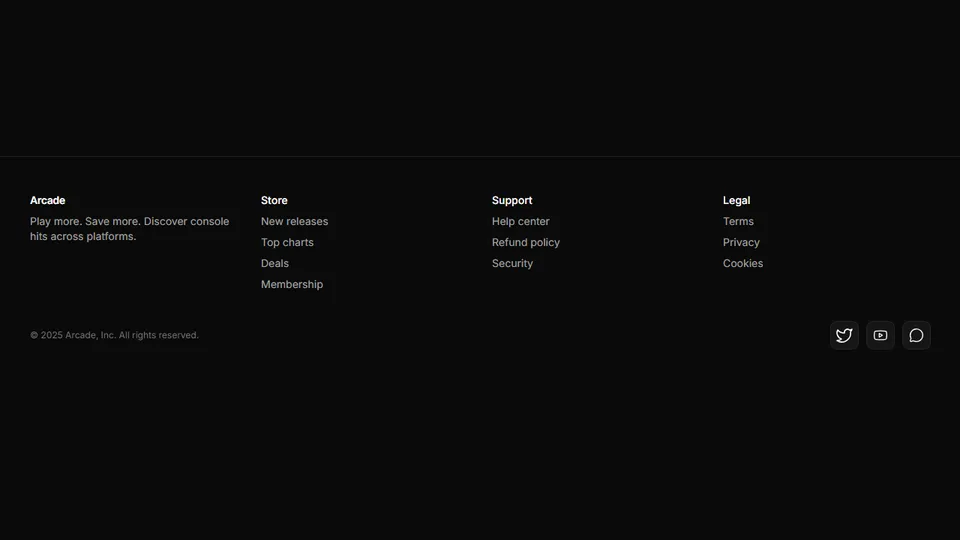 Arcade
Play more. Save more. Discover console
hits across platforms.
Store
New releases
Top charts
Deals
Membership
Support
Help center
Refund policy
Security
Legal
Terms
Privacy
Cookies
© 2025 Arcade, Inc. All rights reserved.